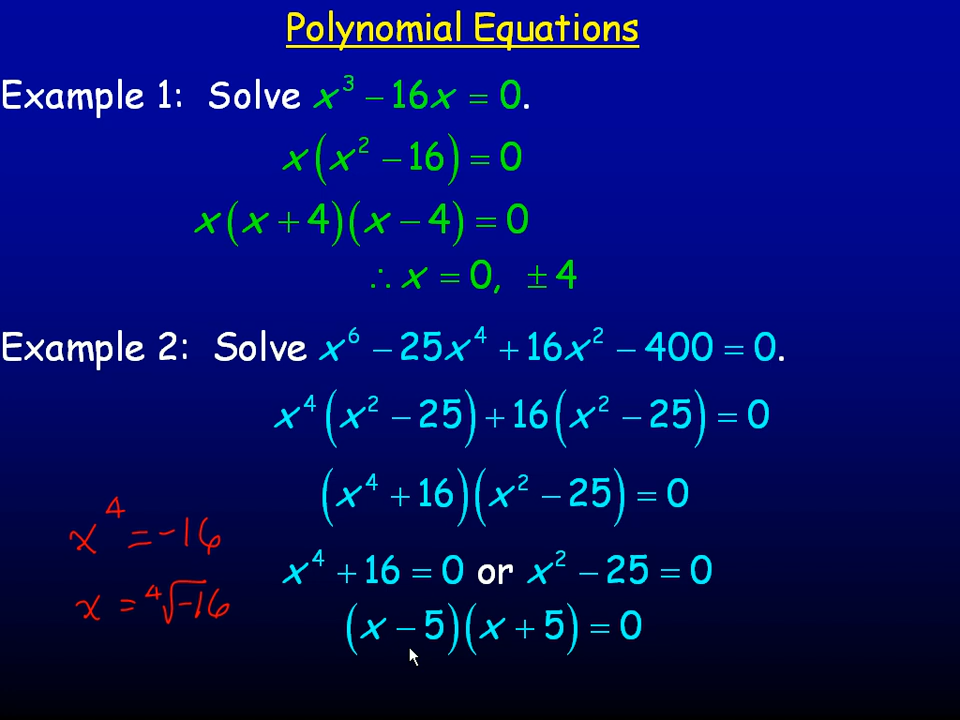 Polynomial Equations
Example 1: Solve x³ − 16x = 0.
x(x² − 16) = 0
x(x + 4)(x − 4) = 0
∴ x = 0, ± 4
Example 2: Solve x⁶ − 25x⁴ + 16x² − 400 = 0.
x⁴(x² − 25) + 16(x² − 25) = 0
(x⁴ + 16)(x² − 25) = 0
x⁴ = −16
x⁴ + 16 = 0 or x² − 25 = 0
x = ⁴√−16
(x − 5)(x + 5) = 0